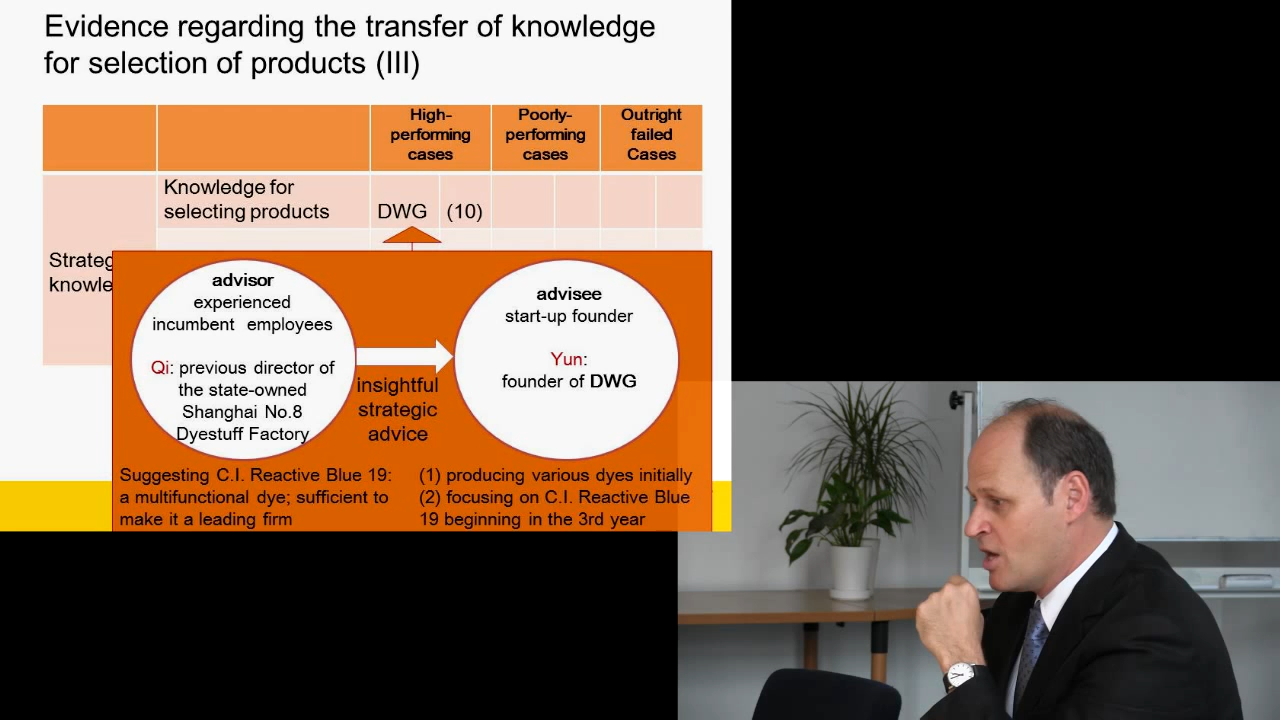 Evidence regarding the transfer of knowledge
for selection of products (III)
High-
performing
cases
Poorly-
performing
cases
Outright
failed
Cases
Knowledge for
selecting products
DWG
(10)
Strateg
knowle
advisor
experienced
incumbent employees
Qi: previous director of
the state-owned
Shanghai No.8
Dyestuff Factory
insightful
strategic
advice
advisee
start-up founder
Yun:
founder of DWG
Suggesting C.I. Reactive Blue 19:
a multifunctional dye; sufficient to
make it a leading firm
(1) producing various dyes initially
(2) focusing on C.I. Reactive Blue
19 beginning in the 3rd year